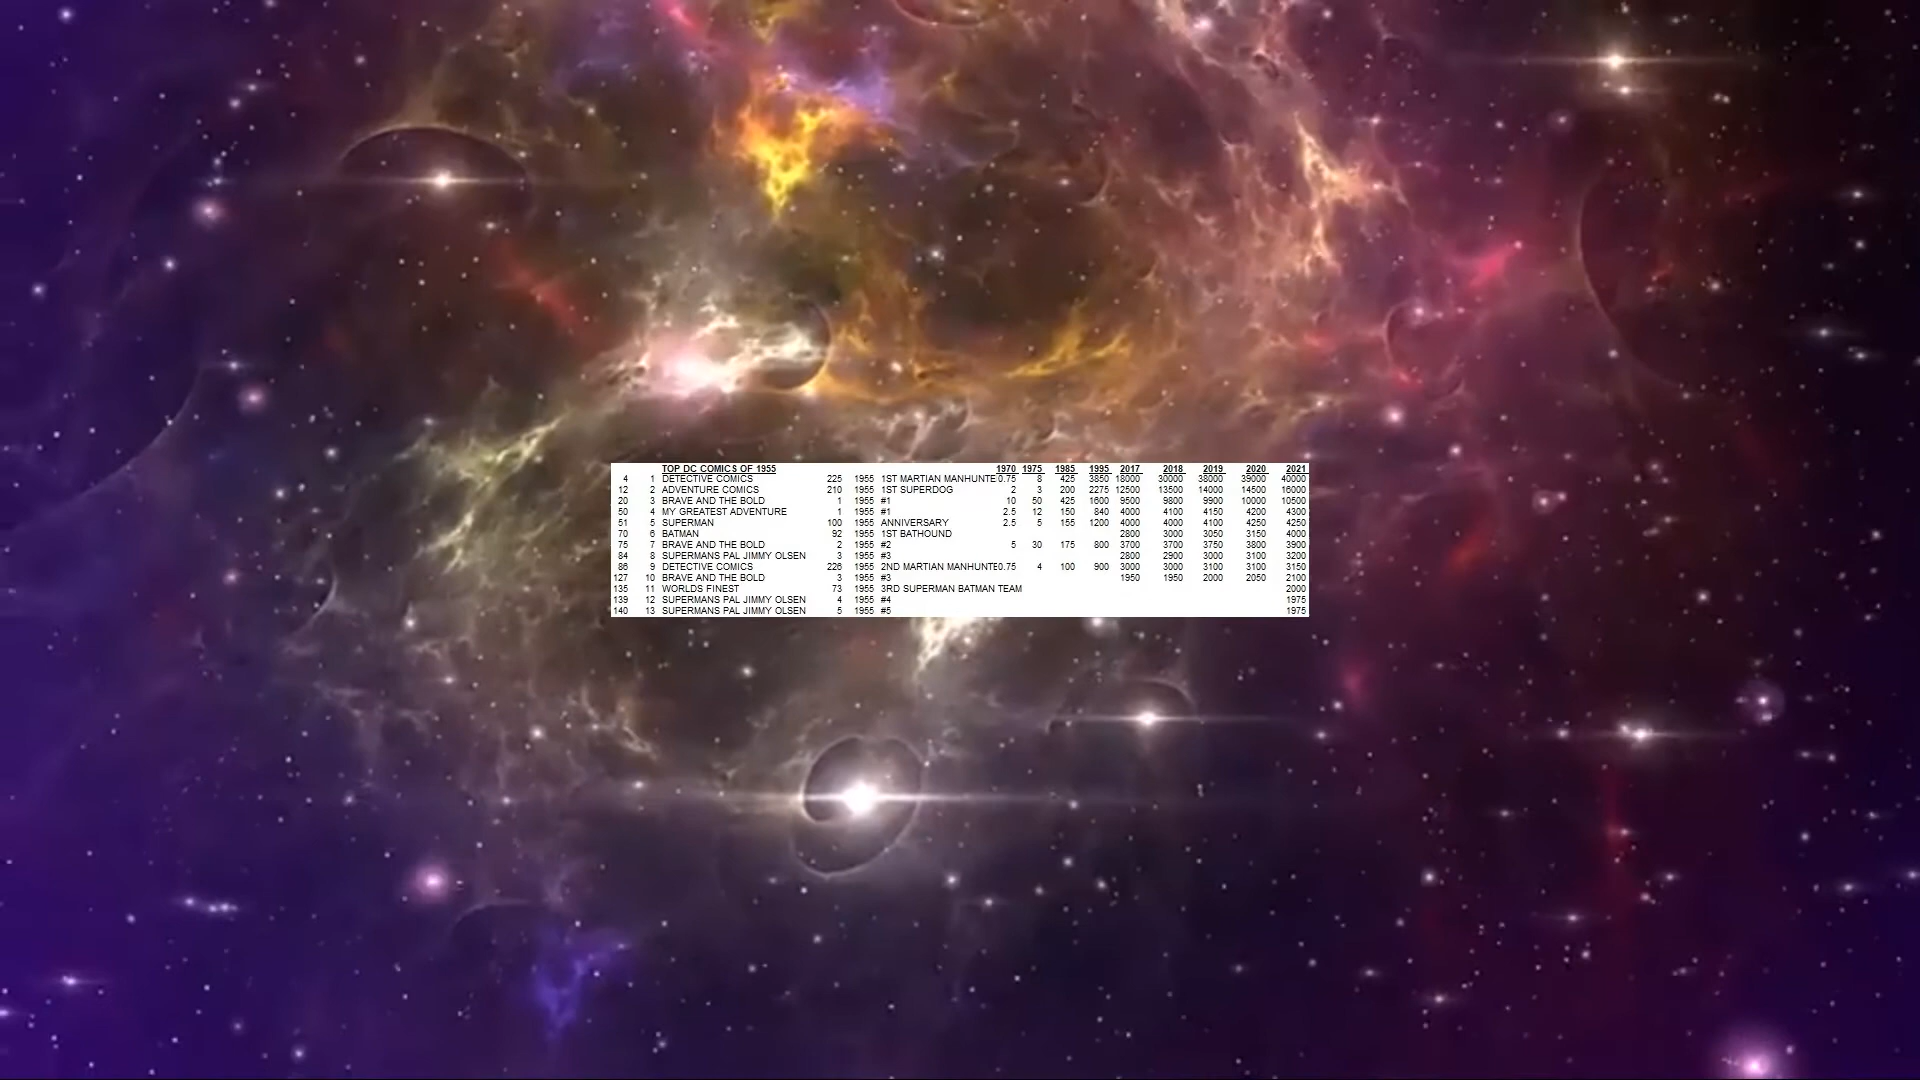 TOP DC COMICS OF 1955 1970 1975 1985 1995 2017 2018 2019 2020 2021
4 1 DETECTIVE COMICS 225 1955 1ST MARTIAN MANHUNTE 0.75 8 425 3850 18000 30000 38000 39000 40000
12 2 ADVENTURE COMICS 210 1955 1ST SUPERDOG 2 3 200 2275 12500 13500 14000 14500 16000
20 3 BRAVE AND THE BOLD 1 1955 #1 10 50 425 1600 9500 9800 9900 10000 10500
50 4 MY GREATEST ADVENTURE 1 1955 #1 2.5 12 150 840 4000 4100 4150 4200 4300
51 5 SUPERMAN 100 1955 ANNIVERSARY 2.5 5 155 1200 4000 4000 4100 4250 4250
70 6 BATMAN 92 1955 1ST BATHOUND 2800 3000 3050 3150 4000
75 7 BRAVE AND THE BOLD 2 1955 #2 5 30 175 800 3700 3700 3750 3800 3900
84 8 SUPERMANS PAL JIMMY OLSEN 3 1955 #3 2800 2900 3000 3100 3200
86 9 DETECTIVE COMICS 226 1955 2ND MARTIAN MANHUNTE 0.75 4 100 900 3000 3000 3100 3100 3150
127 10 BRAVE AND THE BOLD 3 1955 #3 1950 1950 2000 2050 2100
135 11 WORLDS FINEST 73 1955 3RD SUPERMAN BATMAN TEAM 2000
139 12 SUPERMANS PAL JIMMY OLSEN 4 1955 #4 1975
140 13 SUPERMANS PAL JIMMY OLSEN 5 1955 #5 1975